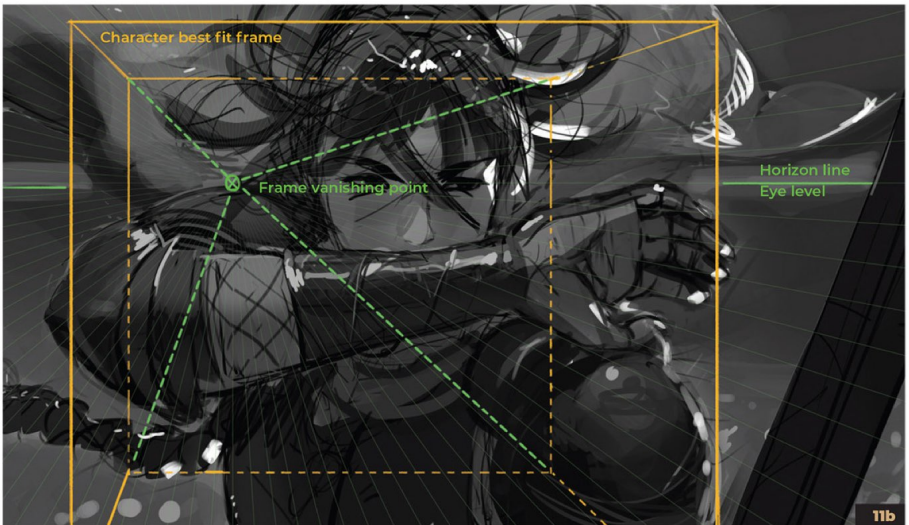 Character best fit frame
Frame vanishing point
Horizon line
Eye level
11b